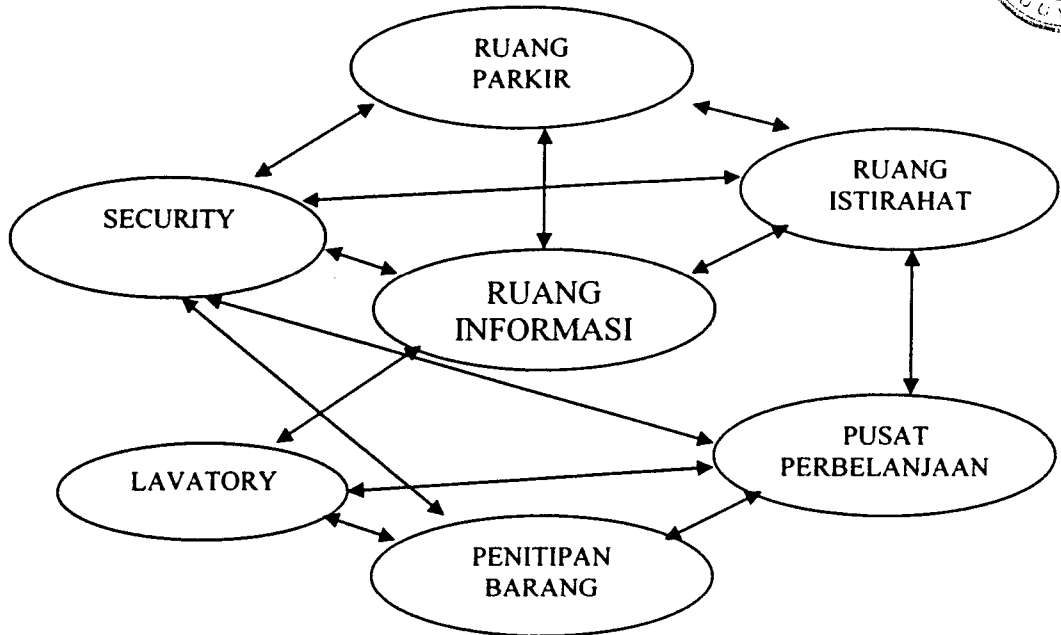 RUANG
PARKIR
RUANG
ISTIRAHAT
SECURITY
RUANG
INFORMASI
PUSAT
PERBELANJAAN
LAVATORY
PENITIPAN
BARANG